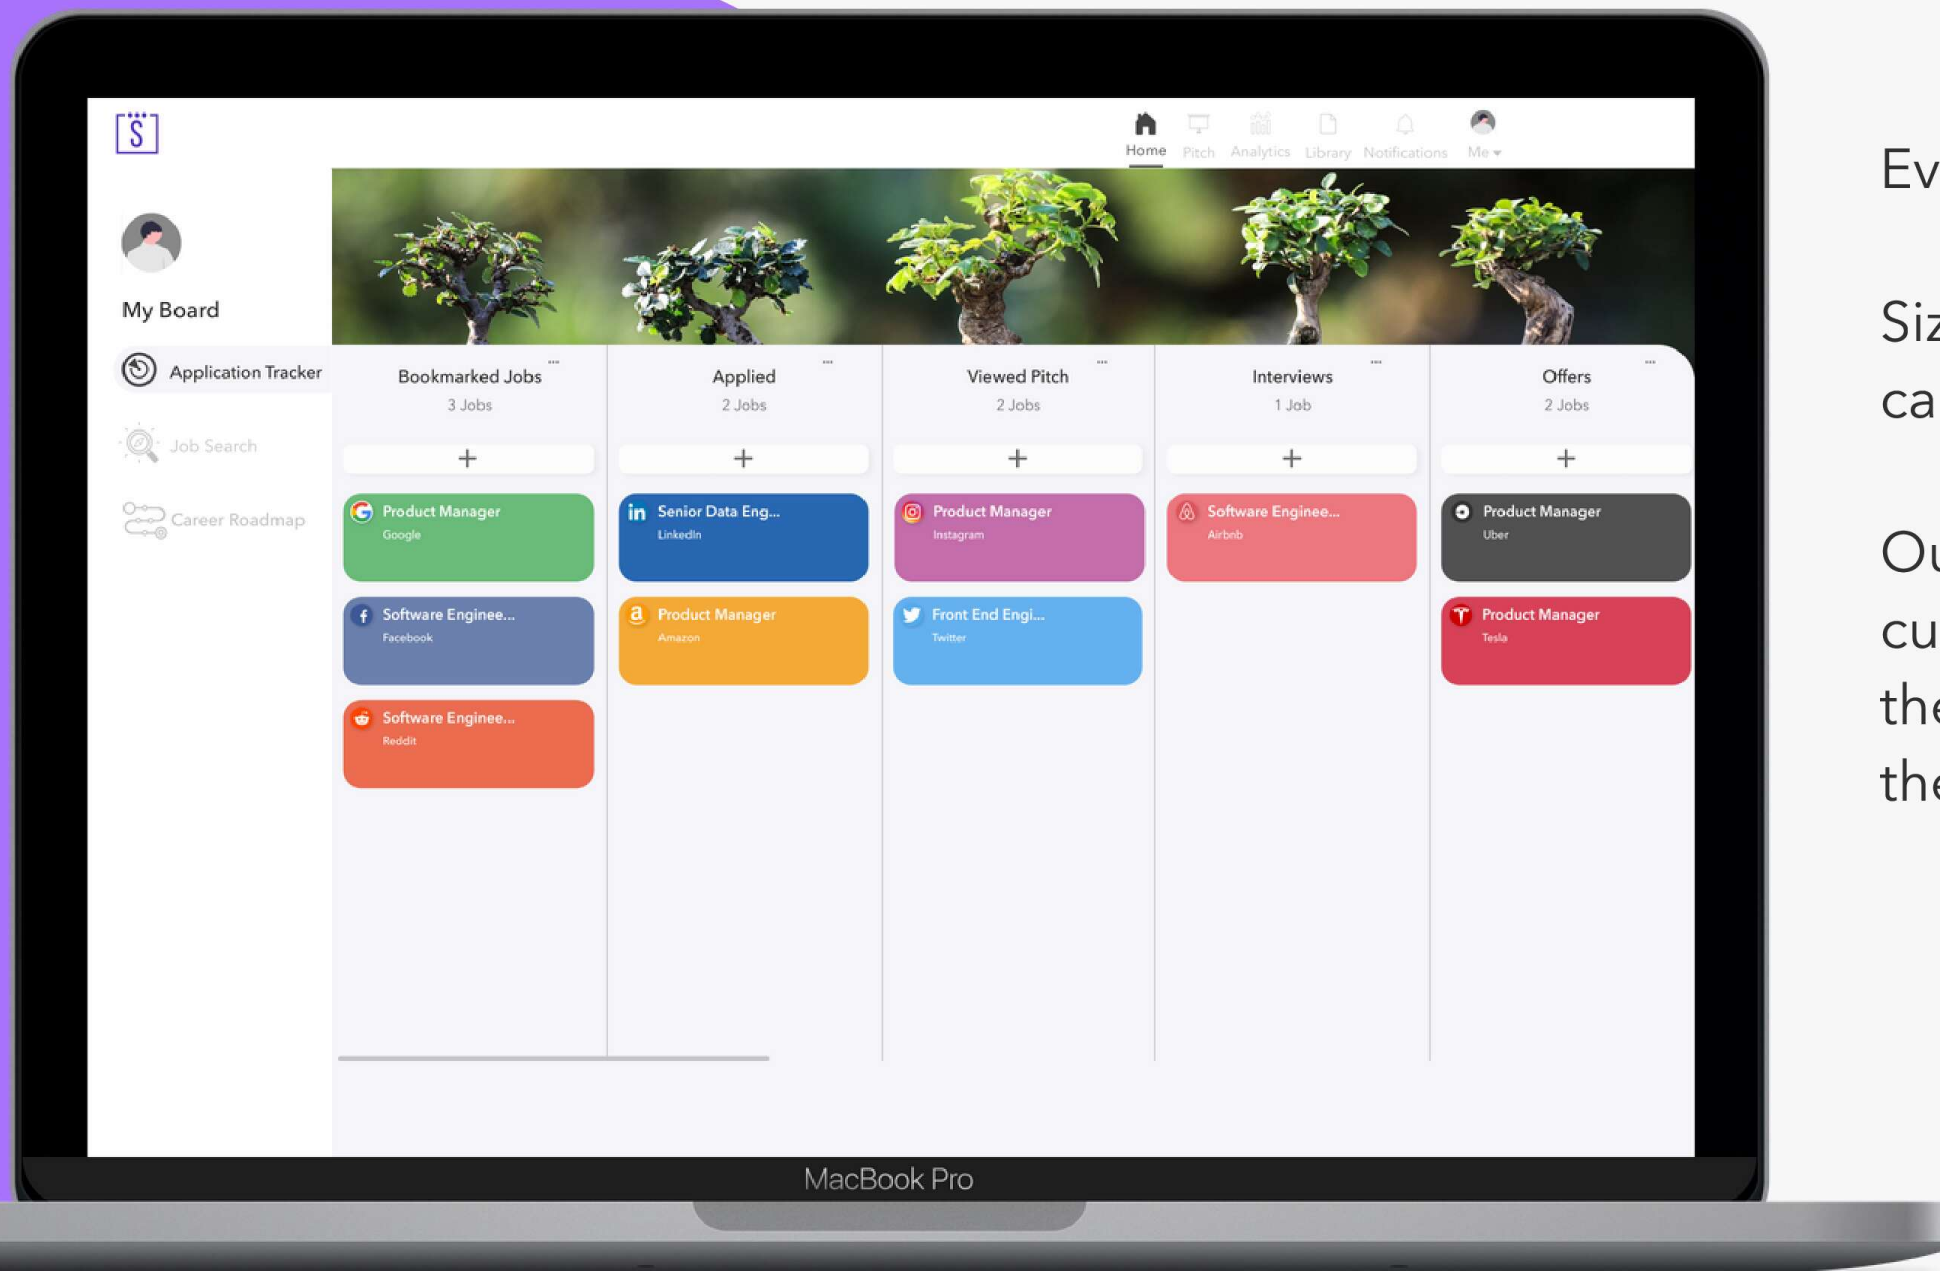 S
Home
Pitch
Analytics
Library
Notifications
Me
My Board
Application Tracker
Job Search
Career Roadmap
Bookmarked Jobs
3 Jobs
+
Product Manager
Google
Software Enginee...
Facebook
Software Enginee...
Reddit
Applied
2 Jobs
+
in
Senior Data Eng...
LinkedIn
a
Product Manager
Amazon
Viewed Pitch
2 Jobs
+
Product Manager
Instagram
Front End Engi...
Twitter
Interviews
1 Job
+
Software Enginee...
Airbnb
Offers
2 Jobs
+
Product Manager
Uber
Product Manager
Tesla
MacBook Pro
Ev
Siz
ca
Ou
cu
the
the